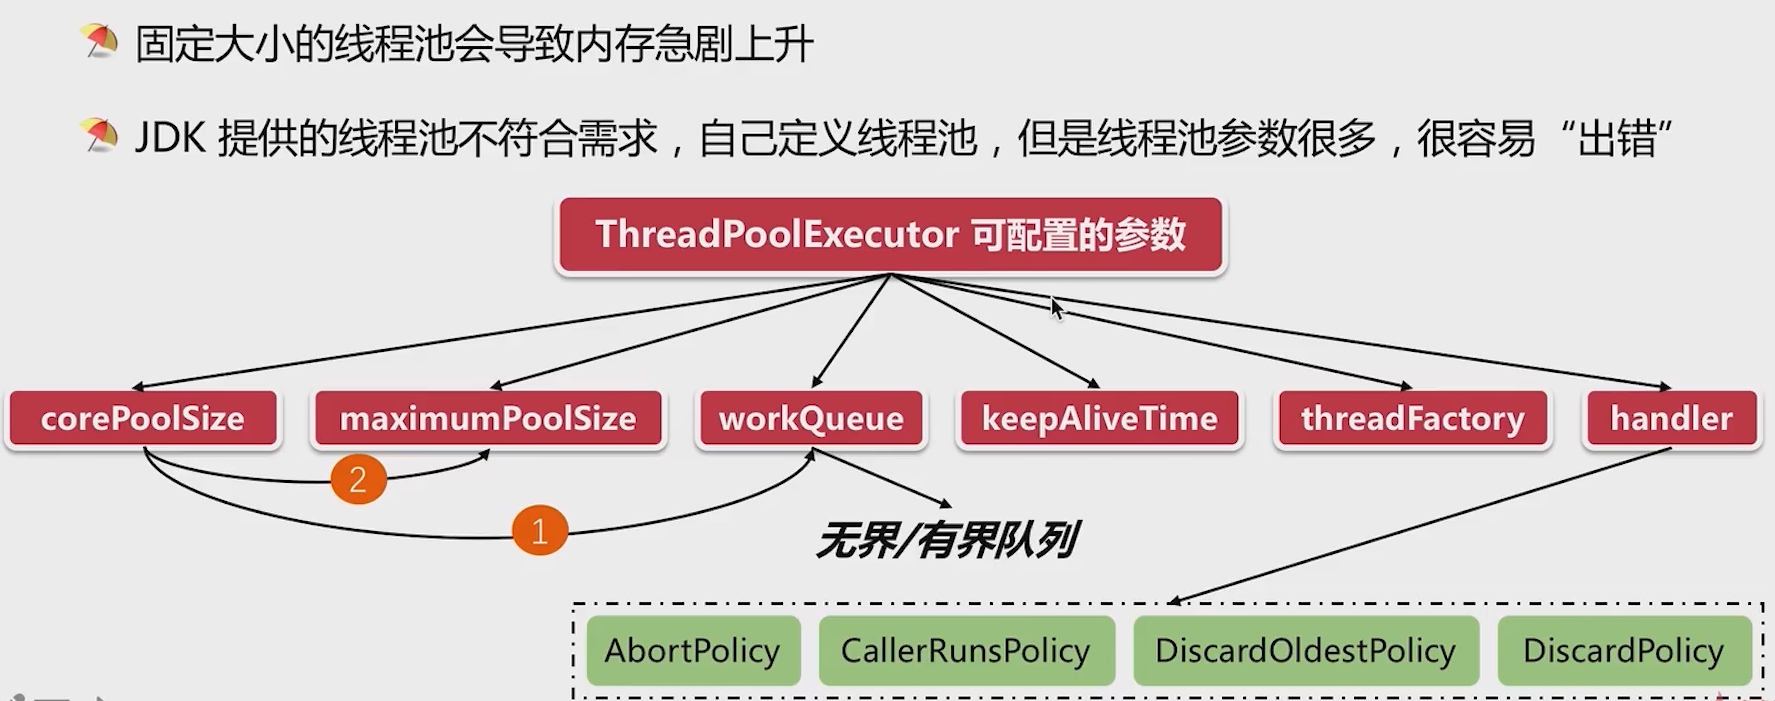 固定大小的线程池会导致内存急剧上升
JDK 提供的线程池不符合需求，自己定义线程池，但是线程池参数很多，很容易“出错”
ThreadPoolExecutor 可配置的参数
corePoolSize
maximumPoolSize
workQueue
keepAliveTime
threadFactory
handler
2
1
无界/有界队列
AbortPolicy
CallerRunsPolicy
DiscardOldestPolicy
DiscardPolicy